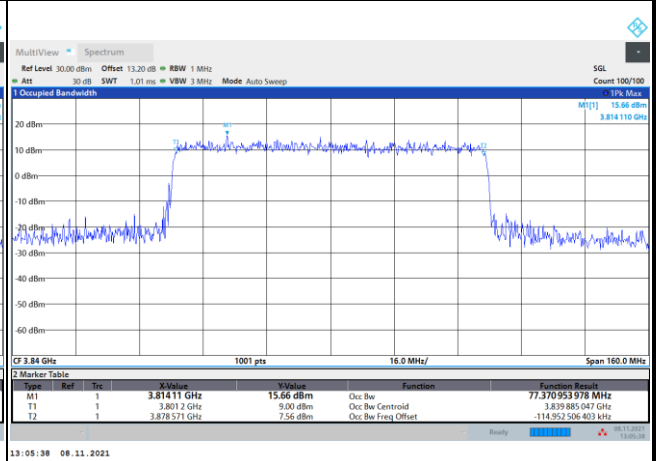 MultiView Spectrum
Ref Level 30.00 dBm Offset 13.20 dB RBW 1 MHz SGL
Att 30 dB SWT 1.01 ms VBW 3 MHz Mode Auto Sweep Count 100/100
1 Occupied Bandwidth 1Pk Max
M1[1] 15.66 dBm
3.814 110 GHz
M1
T1
T2
20 dBm
10 dBm
0 dBm
-10 dBm
-20 dBm
-30 dBm
-40 dBm
-50 dBm
-60 dBm
CF 3.84 GHz 1001 pts 16.0 MHz/ Span 160.0 MHz
2 Marker Table
Type Ref Trc X-Value Y-Value Function Function Result
M1 1 3.814 11 GHz 15.66 dBm Occ Bw 77.370 953 978 MHz
T1 1 3.801 2 GHz 9.00 dBm Occ Bw Centroid 3.839 885 047 GHz
T2 1 3.878 571 GHz 7.56 dBm Occ Bw Freq Offset -114.952 506 403 kHz
Ready 08.11.2021
13:05:38
13:05:38 08.11.2021